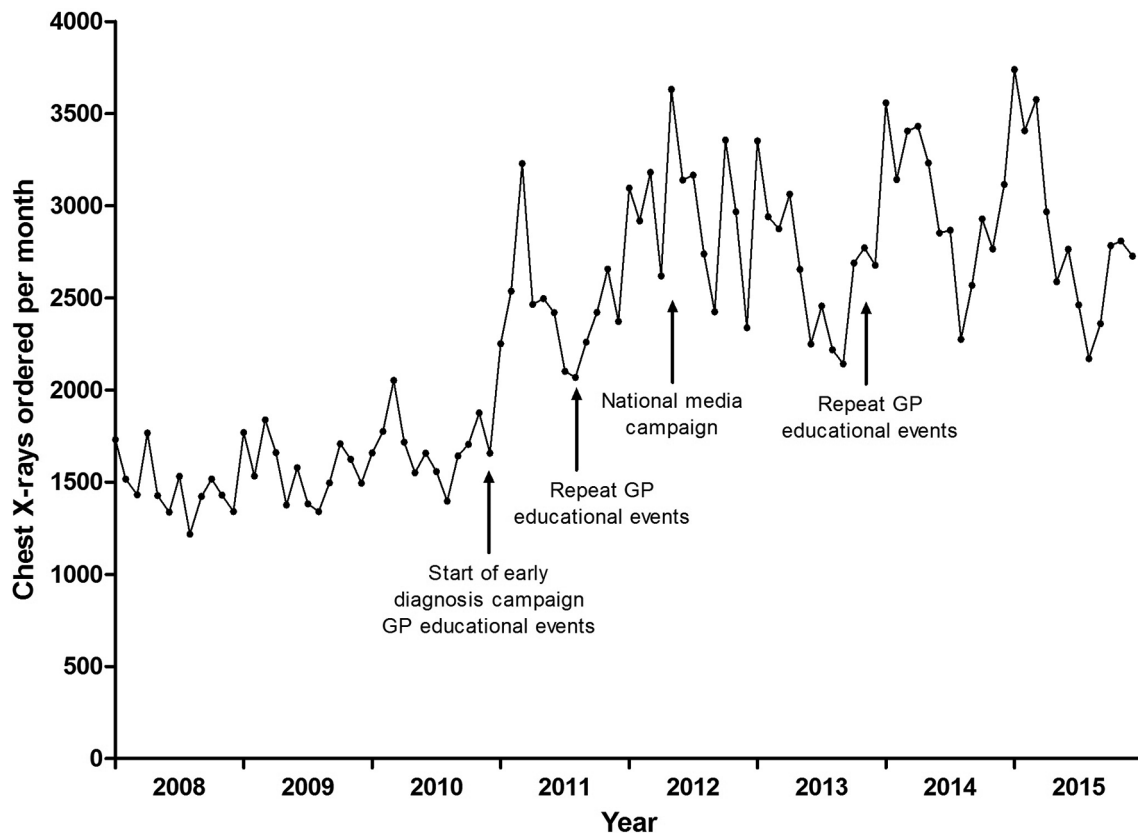 4000
3500
3000
2500
2000
1500
1000
500
0
Chest X-rays ordered per month
Start of early
diagnosis campaign
GP educational events
Repeat GP
educational events
National media
campaign
Repeat GP
educational events
2008
2009
2010
2011
2012
2013
2014
2015
Year